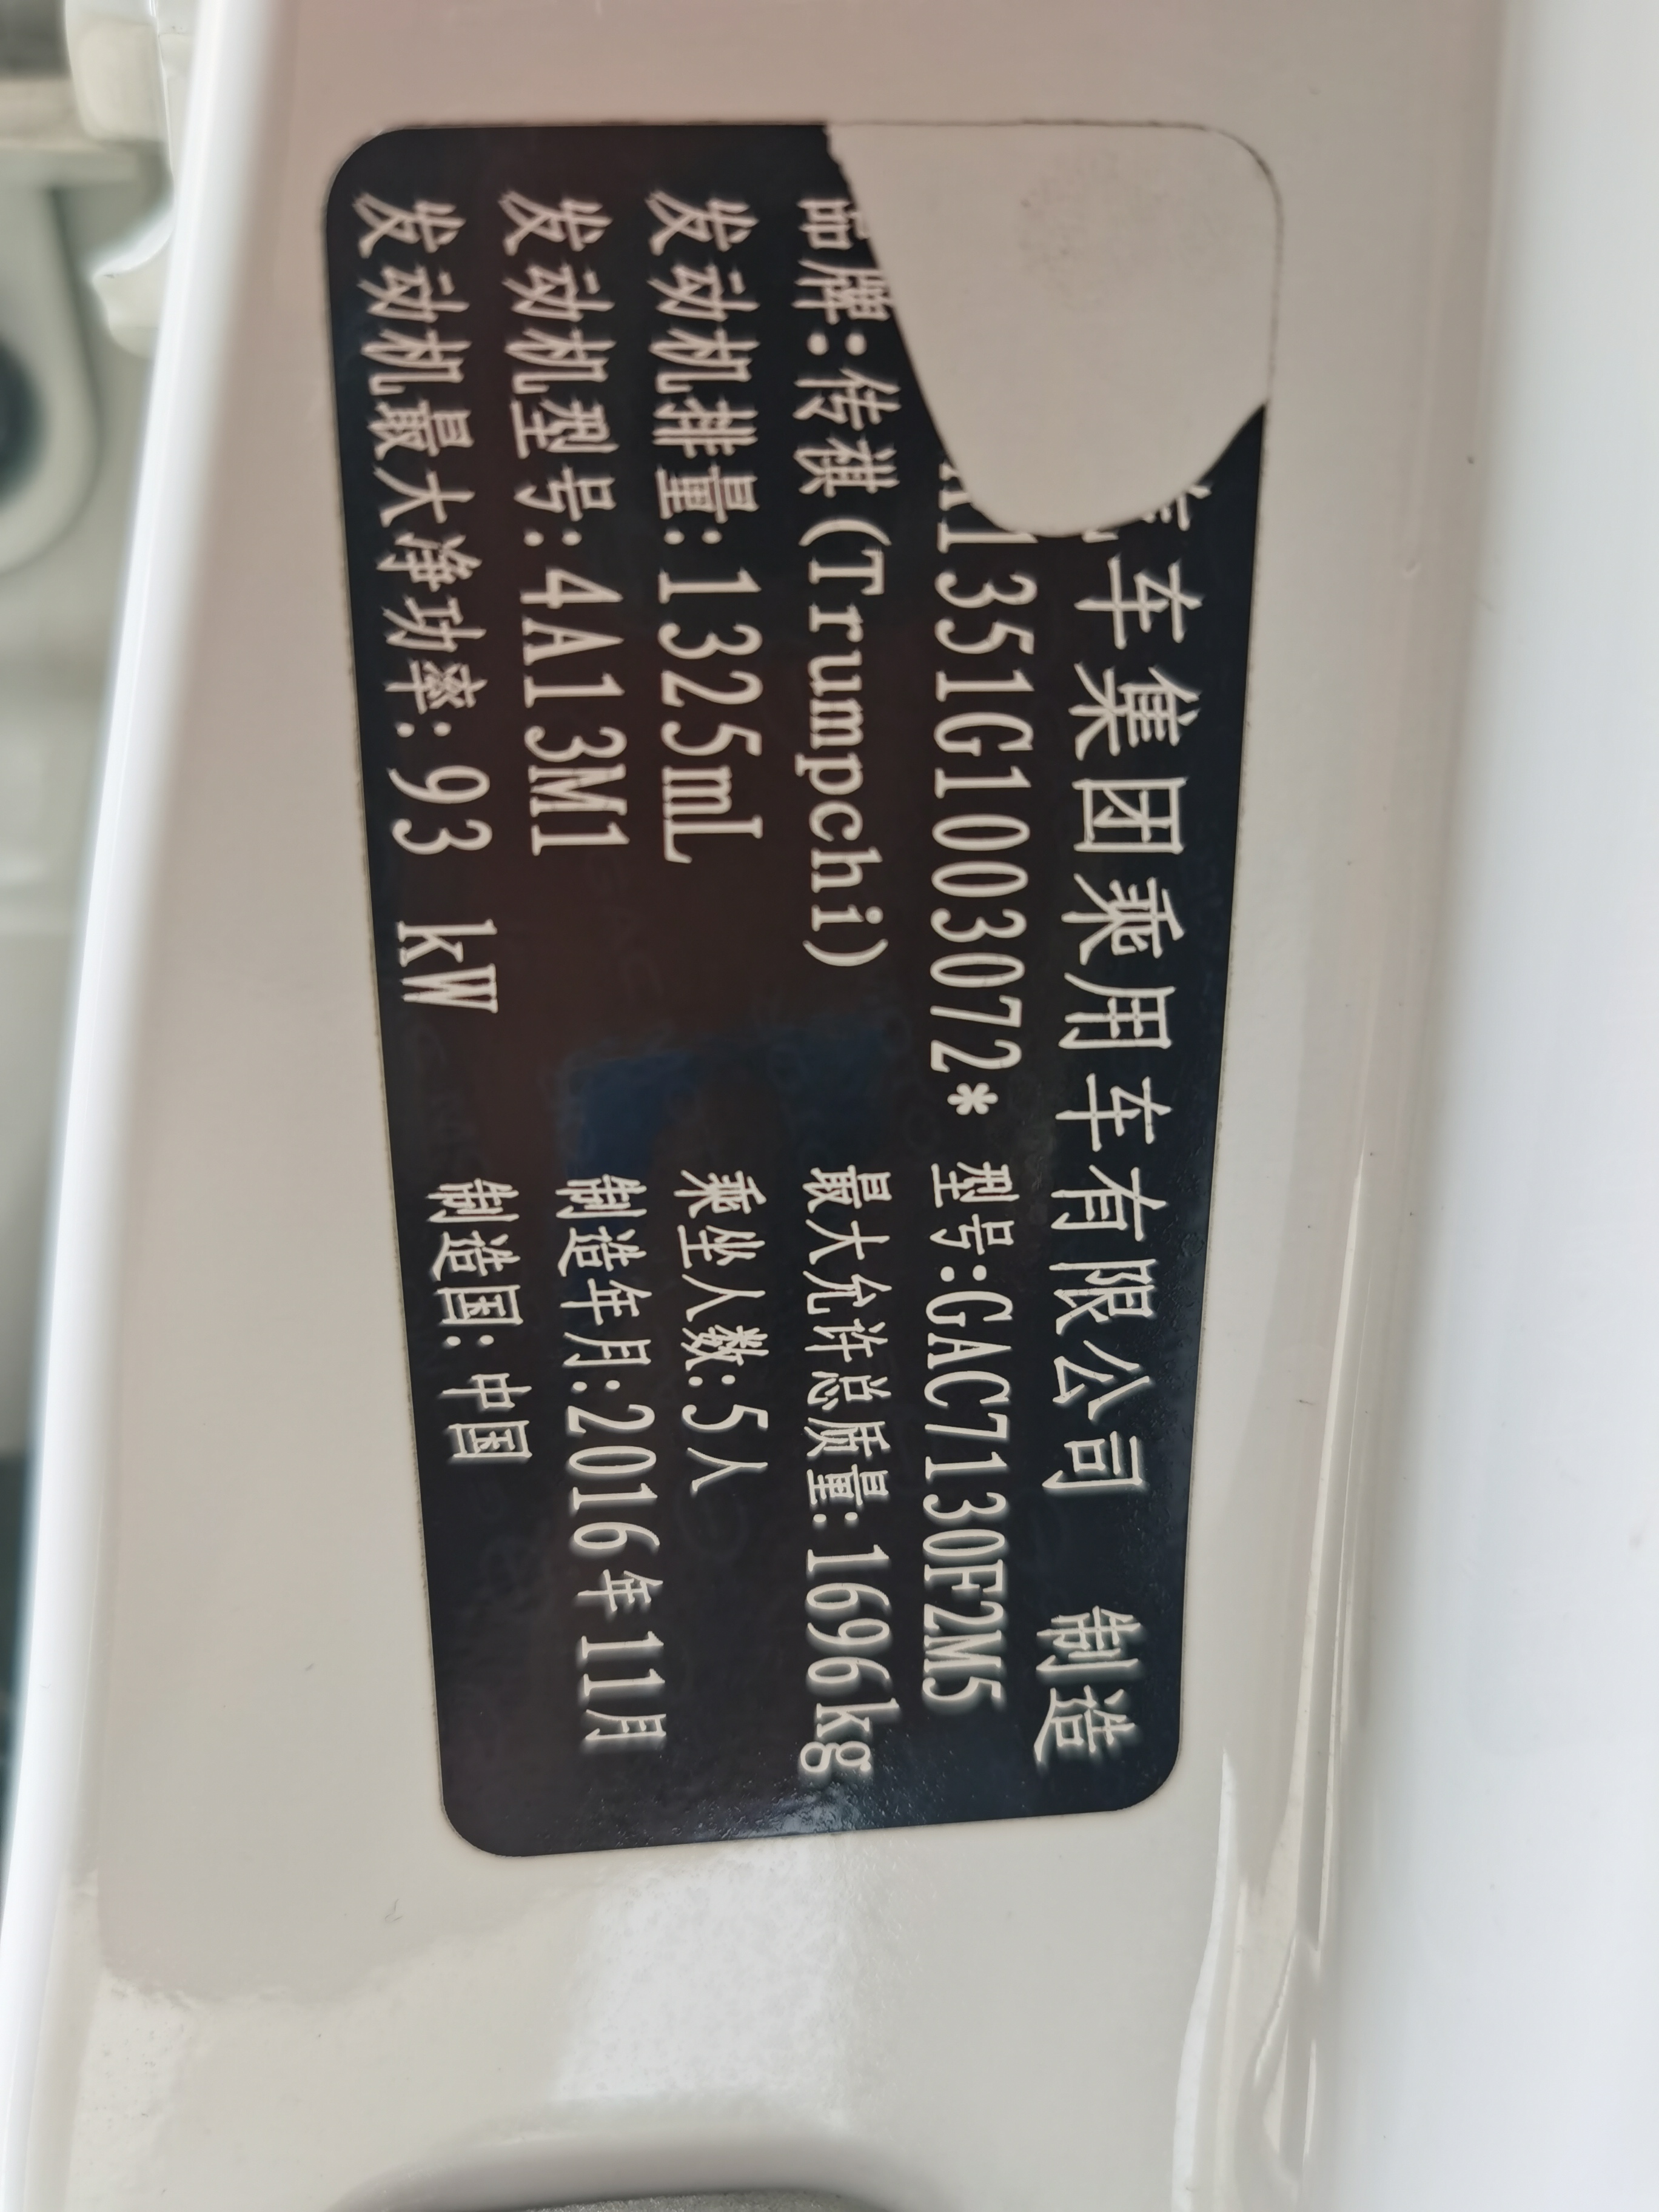 汽车集团乘用车有限公司 制造
A1351G1003072* 型号:GAC7130F2M5
品牌:传祺(Trumpchi) 最大允许总质量:1696kg
发动机排量:1325mL 乘坐人数:5人
发动机型号:4A13M1 制造年月:2016年11月
发动机最大净功率:93 kW 制造国:中国